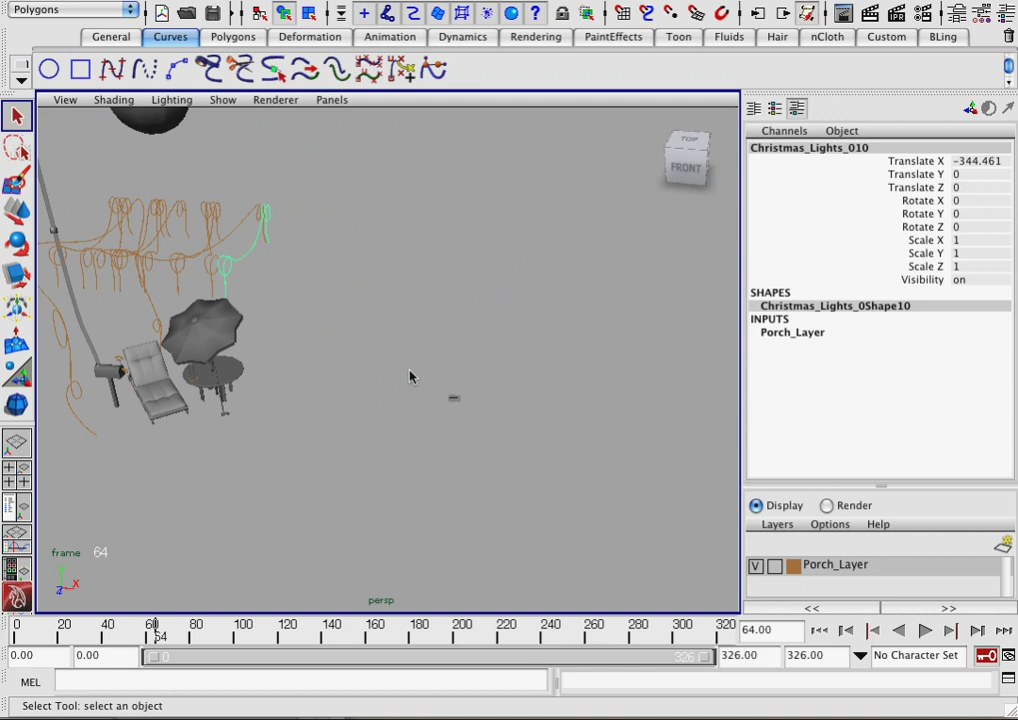 Polygons
General Curves Polygons Deformation Animation Dynamics Rendering PaintEffects Toon Fluids Hair nCloth Custom BLing
View Shading Lighting Show Renderer Panels
TOP
FRONT
frame 64
Y
X
Z
persp
Channels Object
Christmas_Lights_010
Translate X -344.461
Translate Y 0
Translate Z 0
Rotate X 0
Rotate Y 0
Rotate Z 0
Scale X 1
Scale Y 1
Scale Z 1
Visibility on
SHAPES
Christmas_Lights_0Shape10
INPUTS
Porch_Layer
Display Render
Layers Options Help
V Porch_Layer
<< >>
0 20 40 60 80 100 120 140 160 180 200 220 240 260 280 300 320
64
64.00
0.00 0.00 0 326 326.00 326.00 No Character Set
MEL
Select Tool: select an object